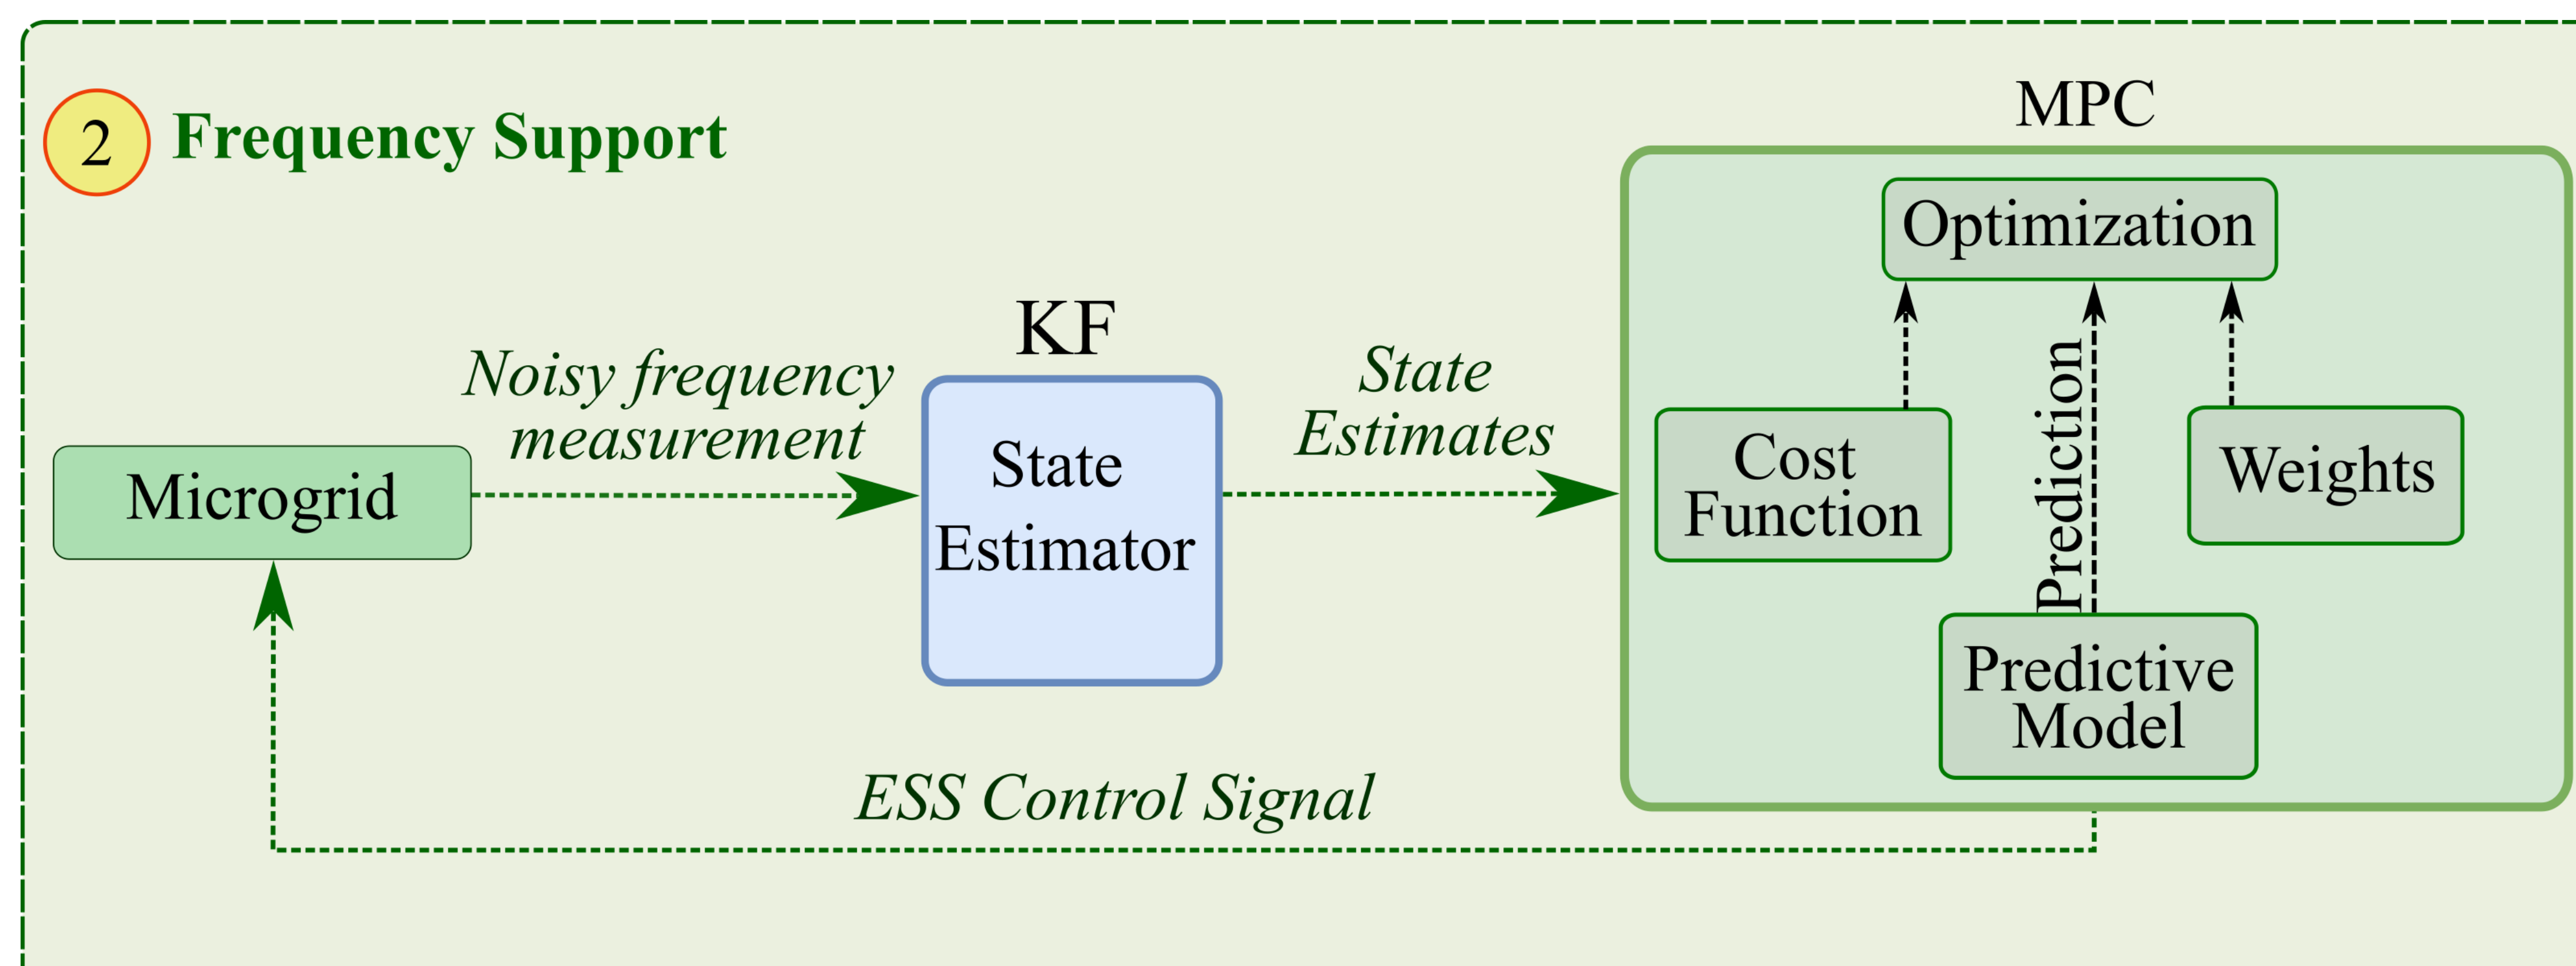 2 Frequency Support
MPC
Optimization
KF
Noisy frequency
measurement
State
Estimates
Microgrid
State
Estimator
Cost
Function
Prediction
Weights
Predictive
Model
ESS Control Signal